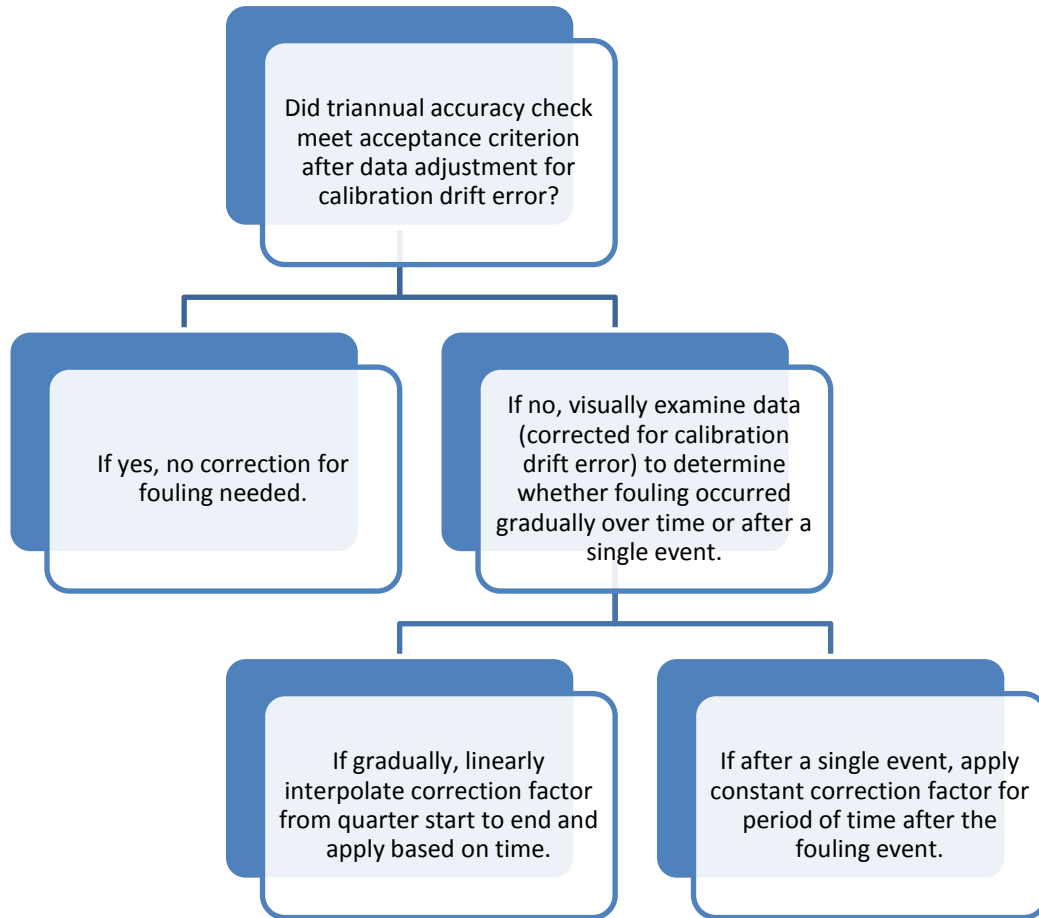 Did triannual accuracy check
meet acceptance criterion
after data adjustment for
calibration drift error?
If yes, no correction for
fouling needed.
If no, visually examine data
(corrected for calibration
drift error) to determine
whether fouling occurred
gradually over time or after a
single event.
If gradually, linearly
interpolate correction factor
from quarter start to end and
apply based on time.
If after a single event, apply
constant correction factor for
period of time after the
fouling event.